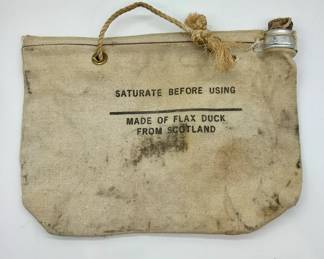 SATURATE BEFORE USING
MADE OF FLAX DUCK
FROM SCOTLAND